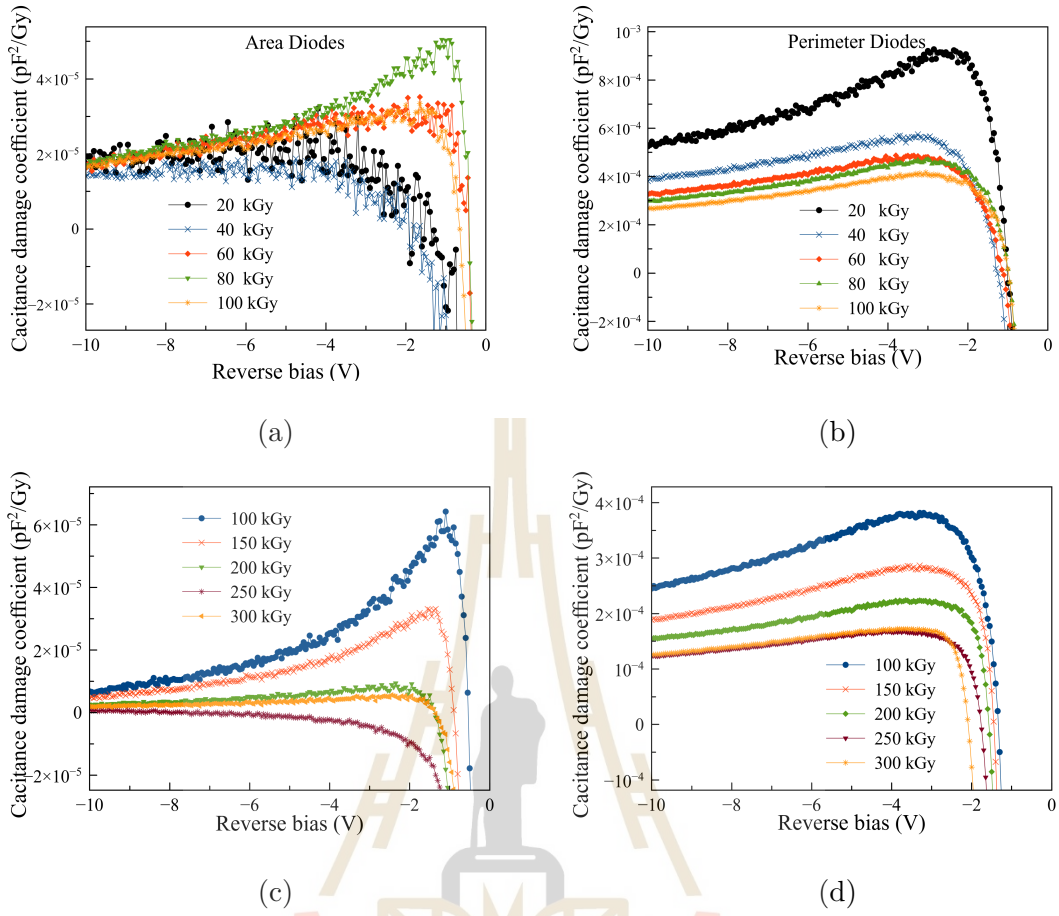 Area Diodes
Cacitance damage coefficient (pF²/Gy)
4×10⁻⁵
2×10⁻⁵
0
−2×10⁻⁵
20 kGy
40 kGy
60 kGy
80 kGy
100 kGy
−10 −8 −6 −4 −2 0
Reverse bias (V)
(a)
Perimeter Diodes
Cacitance damage coefficient (pF²/Gy)
10⁻³
8×10⁻⁴
6×10⁻⁴
4×10⁻⁴
2×10⁻⁴
0
−2×10⁻⁴
20 kGy
40 kGy
60 kGy
80 kGy
100 kGy
−10 −8 −6 −4 −2 0
Reverse bias (V)
(b)
Cacitance damage coefficient (pF²/Gy)
6×10⁻⁵
4×10⁻⁵
2×10⁻⁵
0
−2×10⁻⁵
100 kGy
150 kGy
200 kGy
250 kGy
300 kGy
−10 −8 −6 −4 −2 0
Reverse bias (V)
(c)
Cacitance damage coefficient (pF²/Gy)
4×10⁻⁴
3×10⁻⁴
2×10⁻⁴
10⁻⁴
0
−10⁻⁴
100 kGy
150 kGy
200 kGy
250 kGy
300 kGy
−10 −8 −6 −4 −2 0
Reverse bias (V)
(d)